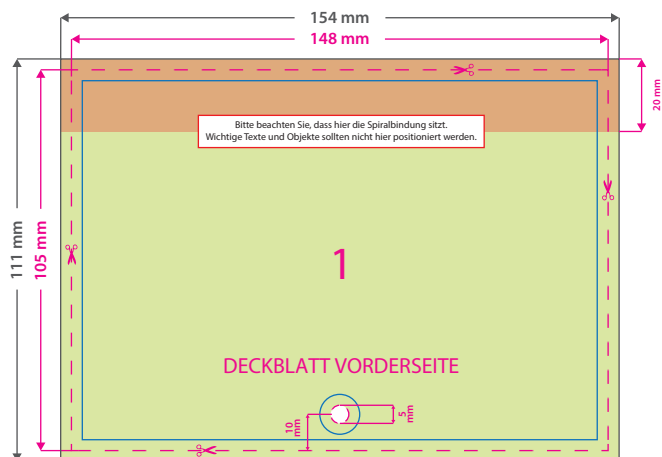 154 mm
148 mm
20 mm
Bitte beachten Sie, dass hier die Spiralbindung sitzt.
Wichtige Texte und Objekte sollten nicht hier positioniert werden.
111 mm
105 mm
1
DECKBLATT VORDERSEITE
10
mm
5
mm